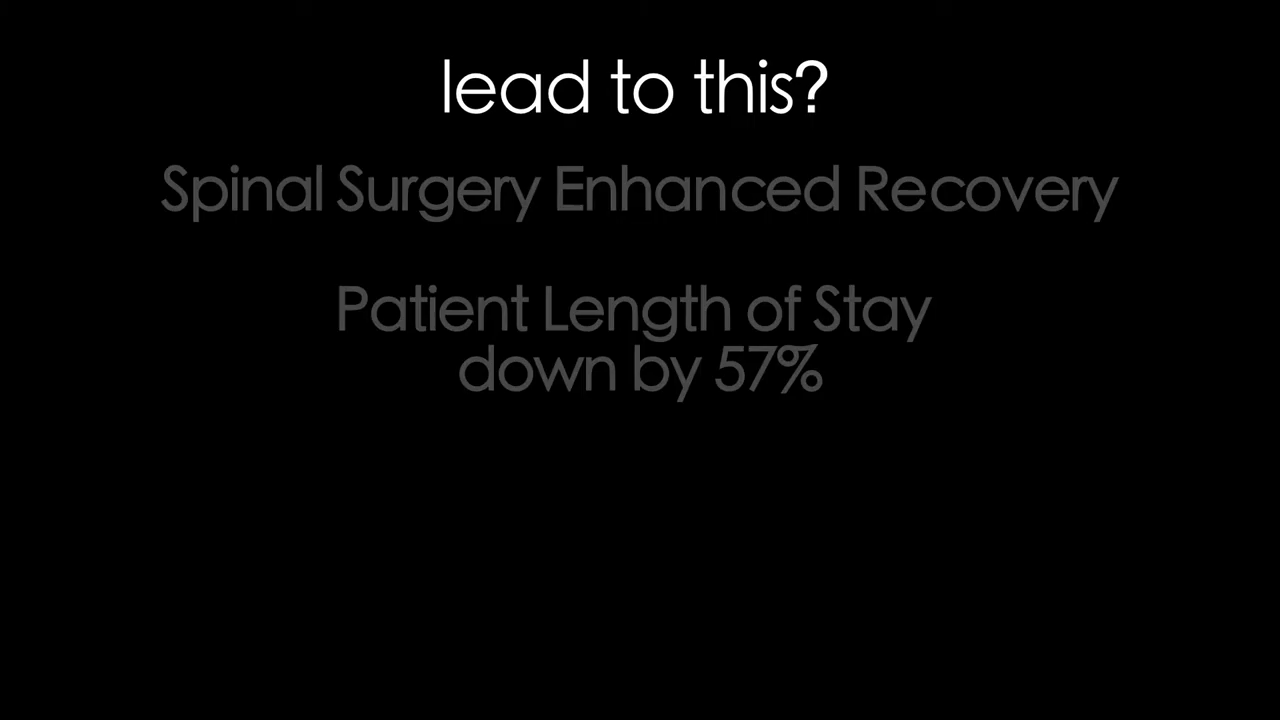 lead to this?
Spinal Surgery Enhanced Recovery
Patient Length of Stay
down by 57%